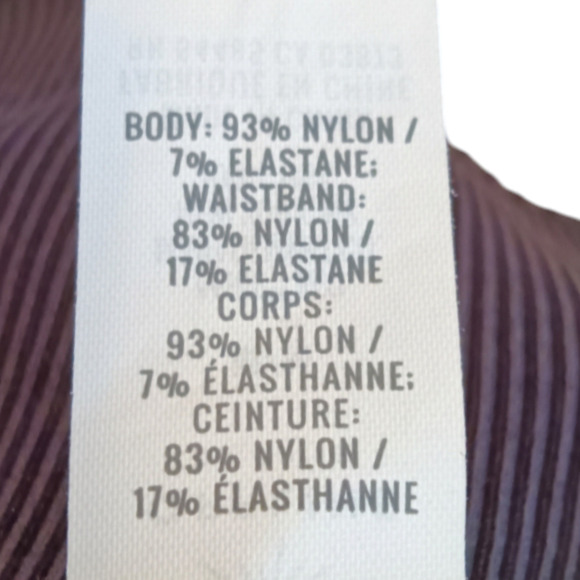 BODY: 93% NYLON /
7% ELASTANE;
WAISTBAND:
83% NYLON /
17% ELASTANE
CORPS:
93% NYLON /
7% ÉLASTHANNE;
CEINTURE:
83% NYLON /
17% ÉLASTHANNE